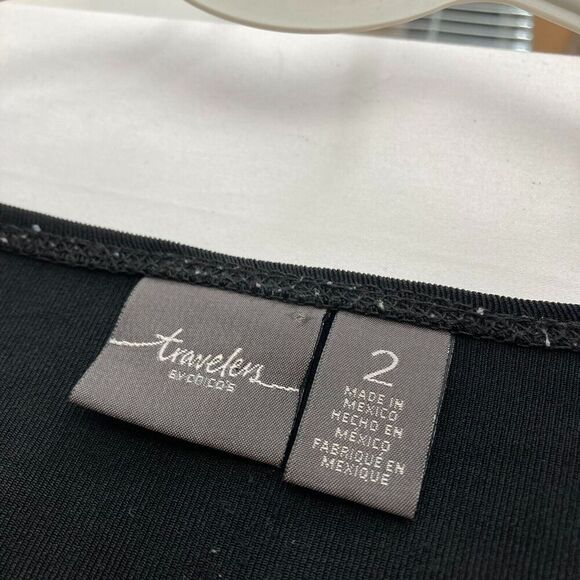 travelers
BY CHICO'S
2
MADE IN
MEXICO
HECHO EN
MÉXICO
FABRIQUÉ EN
MEXIQUE